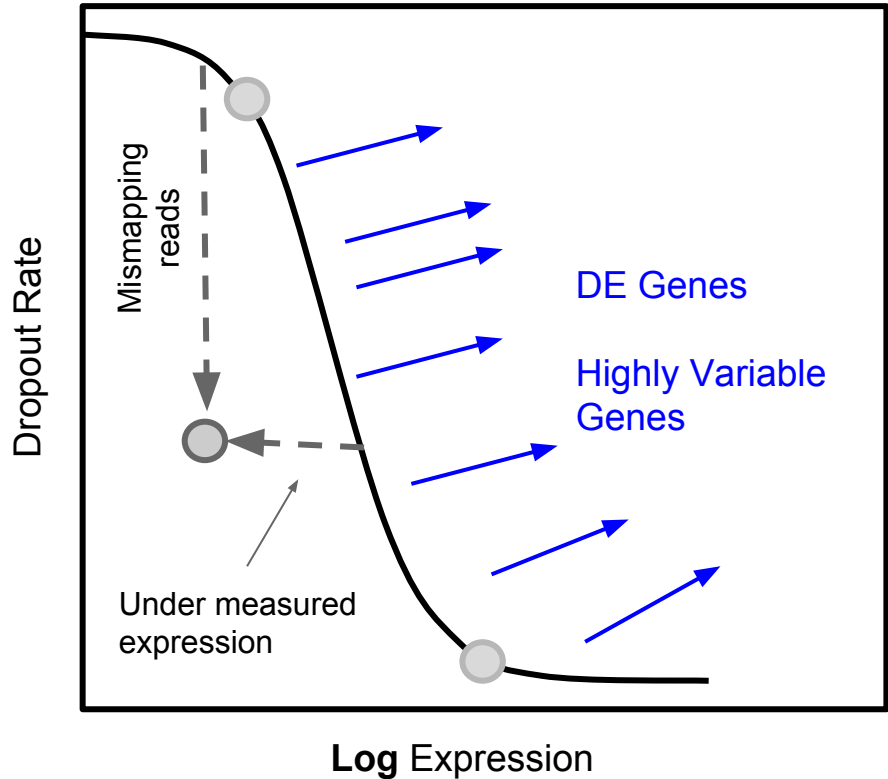 Dropout Rate
Mismapping
reads
DE Genes
Highly Variable
Genes
Under measured
expression
Log Expression